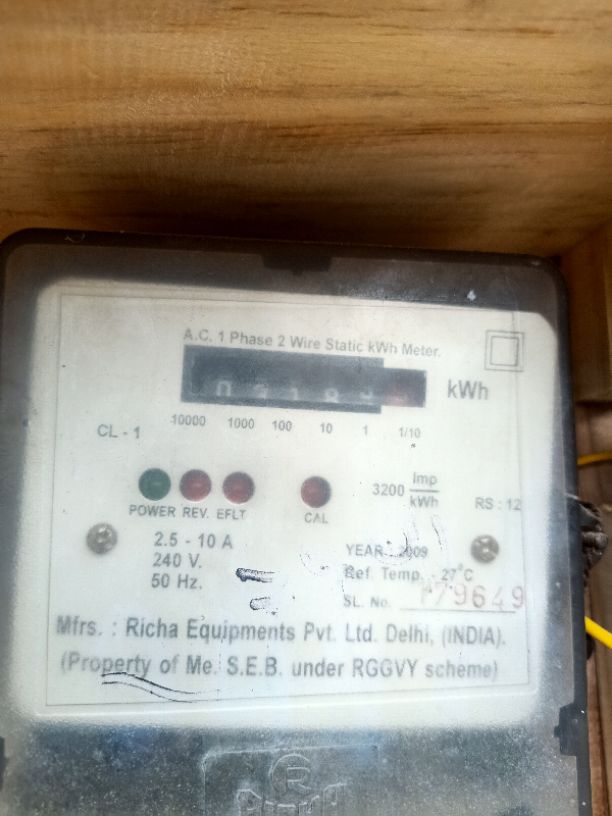 A.C. 1 Phase 2 Wire Static kWh Meter.
kWh
10000 1000 100 10 1 1/10
CL - 1
3200 Imp/kWh
RS : 12
POWER REV. EFLT CAL
2.5 - 10 A
240 V.
50 Hz.
YEAR : 2009
Ref. Temp. 27°C
SL. No. 179649
Mfrs. : Richa Equipments Pvt. Ltd. Delhi, (INDIA).
(Property of Me. S.E.B. under RGGVY scheme)
R